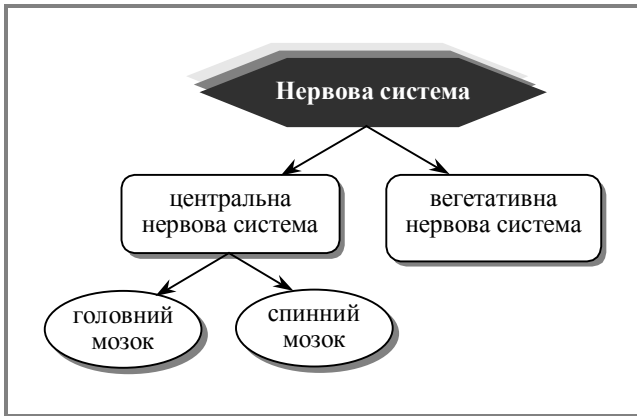 Нервова система
центральна
нервова система
вегетативна
нервова система
головний
мозок
спинний
мозок